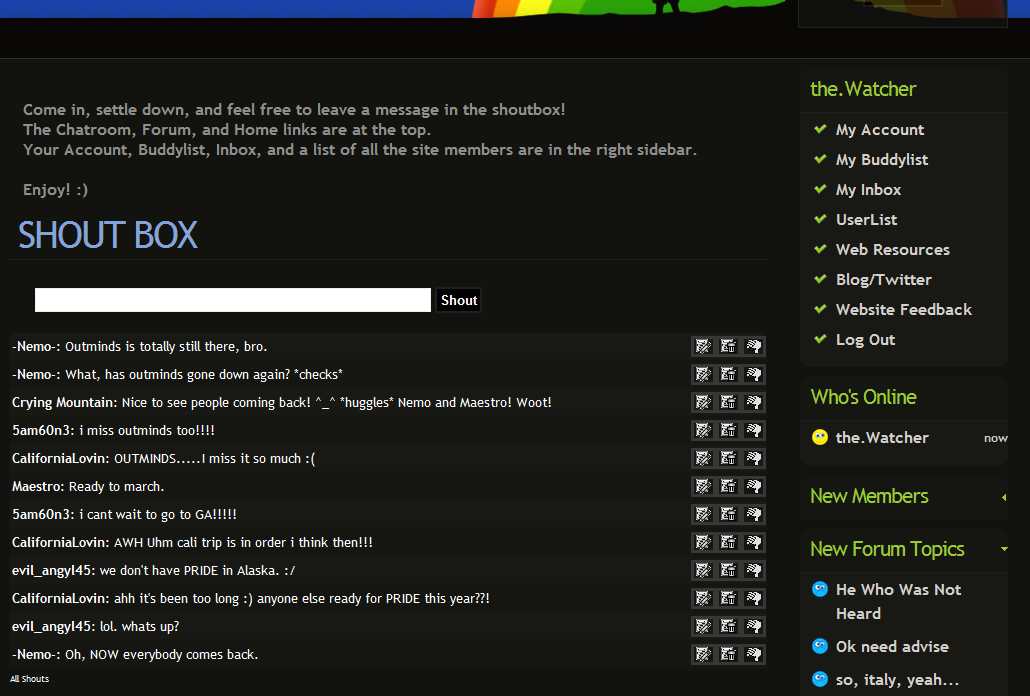 Come in, settle down, and feel free to leave a message in the shoutbox!
The Chatroom, Forum, and Home links are at the top.
Your Account, Buddylist, Inbox, and a list of all the site members are in the right sidebar.
Enjoy! :)
SHOUT BOX
Shout
-Nemo-: Outminds is totally still there, bro.
-Nemo-: What, has outminds gone down again? *checks*
Crying Mountain: Nice to see people coming back! ^_^ *huggles* Nemo and Maestro! Woot!
5am60n3: i miss outminds too!!!!
CaliforniaLovin: OUTMINDS.....I miss it so much :(
Maestro: Ready to march.
5am60n3: i cant wait to go to GA!!!!!
CaliforniaLovin: AWH Uhm cali trip is in order i think then!!!
evil_angyl45: we don't have PRIDE in Alaska. :/
CaliforniaLovin: ahh it's been too long :) anyone else ready for PRIDE this year??!
evil_angyl45: lol. whats up?
-Nemo-: Oh, NOW everybody comes back.
All Shouts
the.Watcher
My Account
My Buddylist
My Inbox
UserList
Web Resources
Blog/Twitter
Website Feedback
Log Out
Who's Online
the.Watcher now
New Members
New Forum Topics
He Who Was Not
Heard
Ok need advise
so, italy, yeah...